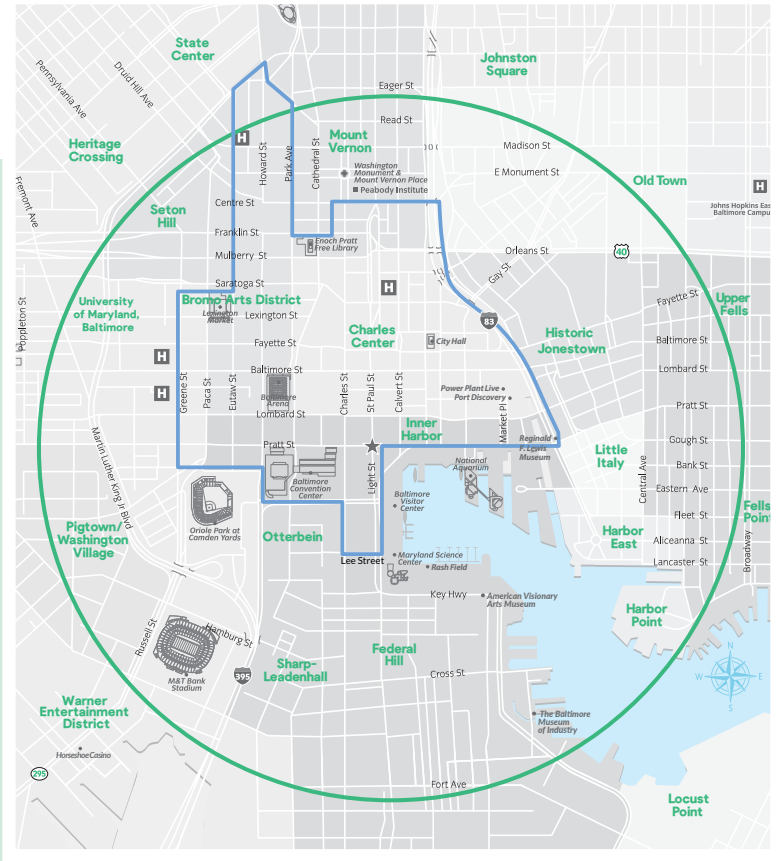 State
Center
Johnston
Square
Pennsylvania Ave
Druid Hill Ave
Eager St
Read St
Heritage
Crossing
H
Howard St
Park Ave
Cathedral St
Mount
Vernon
Madison St
Washington
Monument &
Mount Vernon Place
E Monument St
Peabody Institute
Old Town
H
Johns Hopkins Eas
Baltimore Campu
Fremont Ave
Seton
Hill
Centre St
Franklin St
Enoch Pratt
Free Library
Mulberry St
Orleans St
40
Gay St
Saratoga St
H
University
of Maryland,
Baltimore
Bromo Arts District
Lexington
Market
Lexington St
Fayette St
Upper
Fells
Poppleton St
83
Charles
Center
City Hall
Historic
Jonestown
Fayette St
Baltimore St
H
Baltimore St
Lombard St
H
Greene St
Paca St
Eutaw St
Baltimore
Arena
Charles St
St Paul St
Calvert St
Power Plant Live
Port Discovery
Market Pl
Lombard St
Pratt St
Inner
Harbor
Reginald
F. Lewis
Museum
Martin Luther King Jr Blvd
Pratt St
Little
Italy
Gough St
Bank St
Central Ave
Baltimore
Convention
Center
Light St
National
Aquarium
Eastern Ave
Baltimore
Visitor
Center
Fleet St
Fells
Point
Oriole Park at
Camden Yards
Pigtown/
Washington
Village
Otterbein
Harbor
East
Aliceanna St
Broadway
Lee Street
Maryland Science
Center
Rash Field
Lancaster St
Key Hwy
American Visionary
Arts Museum
Harbor
Point
Russell St
Hamburg St
M&T Bank
Stadium
395
Sharp-
Leadenhall
Federal
Hill
Cross St
N
W
E
S
Warner
Entertainment
District
The Baltimore
Museum
of Industry
Horseshoe Casino
295
Fort Ave
Locust
Point